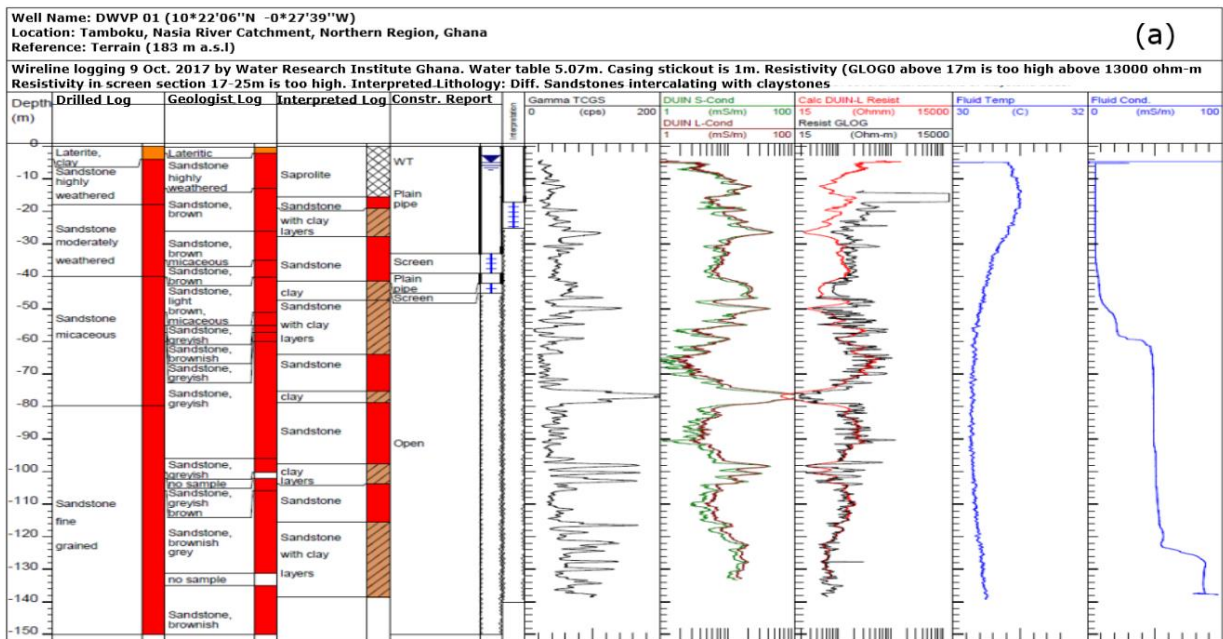 Well Name: DWVP 01 (10*22'06''N -0*27'39''W)
Location: Tamboku, Nasia River Catchment, Northern Region, Ghana
Reference: Terrain (183 m a.s.l)
(a)
Wireline logging 9 Oct. 2017 by Water Research Institute Ghana. Water table 5.07m. Casing stickout is 1m. Resistivity (GLOG0 above 17m is too high above 13000 ohm-m
Resistivity in screen section 17-25m is too high. Interpreted Lithology: Diff. Sandstones intercalating with claystones
Depth
(m)
Drilled Log
Geologist Log
Interpreted Log
Constr. Report
Interpretation
Gamma TCGS
0 (cps) 200
DUIN S-Cond
1 (mS/m) 100
DUIN L-Cond
1 (mS/m) 100
Calc DUIN-L Resist
15 (Ohmm) 15000
Resist GLOG
15 (Ohm-m) 15000
Fluid Temp
30 (C) 32
Fluid Cond.
0 (mS/m) 100
0
-10
-20
-30
-40
-50
-60
-70
-80
-90
-100
-110
-120
-130
-140
-150
Laterite,
clay
Sandstone
highly
weathered
Sandstone
moderately
weathered
Sandstone
micaceous
Sandstone
fine
grained
Lateritic
Sandstone
highly
weathered
Sandstone,
brown
Sandstone,
brown
micaceous
Sandstone,
brown
Sandstone,
light
brown,
micaceous
Sandstone,
greyish
Sandstone,
brownish
Sandstone,
greyish
Sandstone,
greyish
Sandstone,
greyish
no sample
Sandstone,
greyish
brown
Sandstone,
brownish
grey
no sample
Sandstone,
brownish
Saprolite
Sandstone
with clay
layers
Sandstone
clay
Sandstone
with clay
layers
Sandstone
clay
Sandstone
clay
layers
Sandstone
Sandstone
with clay
layers
WT
Plain
pipe
Screen
Plain
pipe
Screen
Open